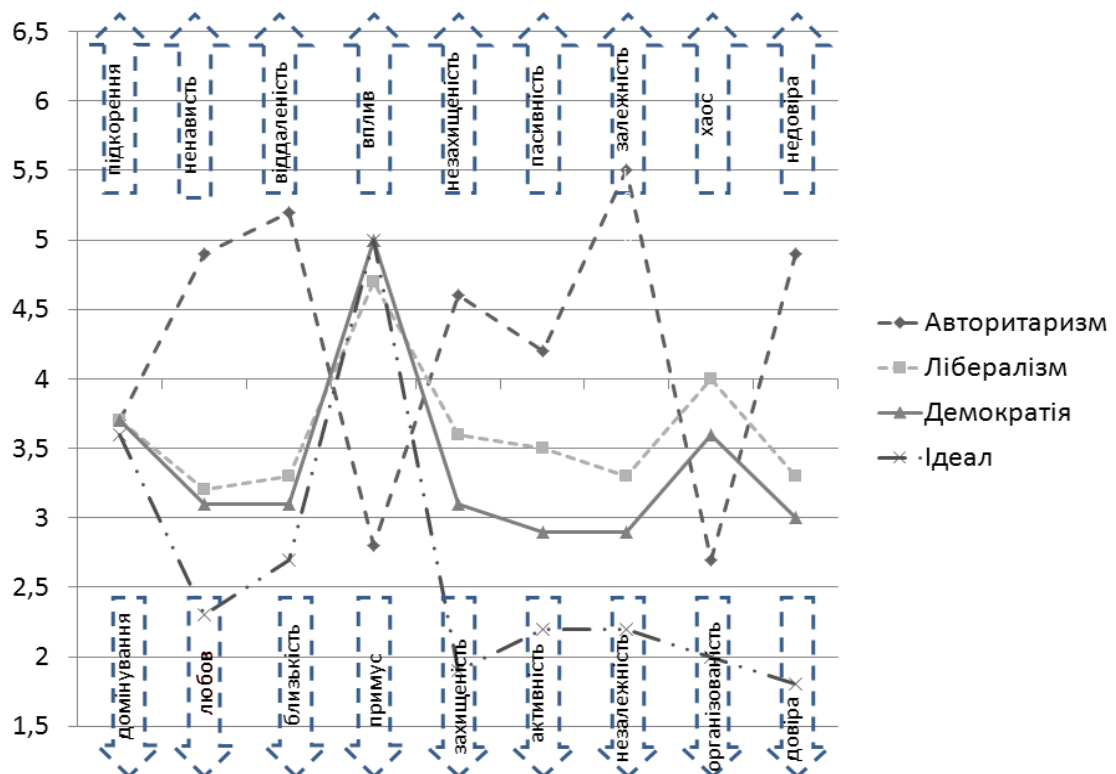 6,5
6
5,5
5
4,5
4
3,5
3
2,5
2
1,5
підкорення
ненависть
віддаленість
вплив
незахищеність
пасивність
залежність
хаос
недовіра
домінування
любов
близькість
примус
захищеність
активність
незалежність
організованість
довіра
Авторитаризм
Лібералізм
Демократія
Ідеал